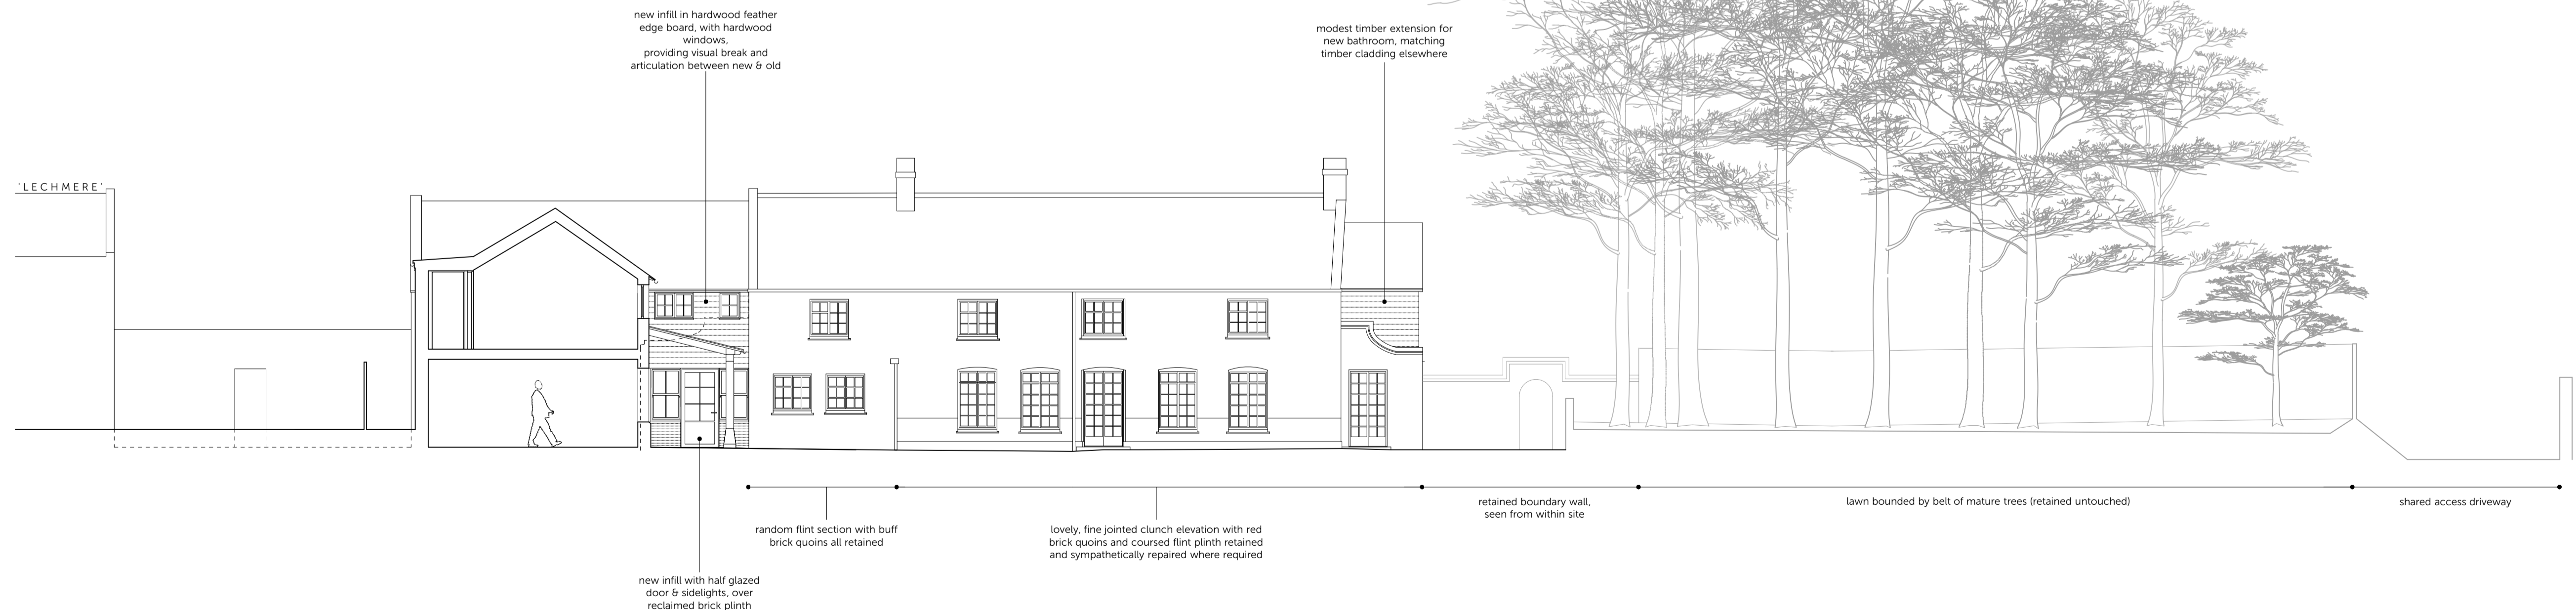 new infill in hardwood feather
edge board, with hardwood
windows,
providing visual break and
articulation between new & old
modest timber extension for
new bathroom, matching
timber cladding elsewhere
'LECHMERE'
random flint section with buff
brick quoins all retained
lovely, fine jointed clunch elevation with red
brick quoins and coursed flint plinth retained
and sympathetically repaired where required
retained boundary wall,
seen from within site
lawn bounded by belt of mature trees (retained untouched)
shared access driveway
new infill with half glazed
door & sidelights, over
reclaimed brick plinth